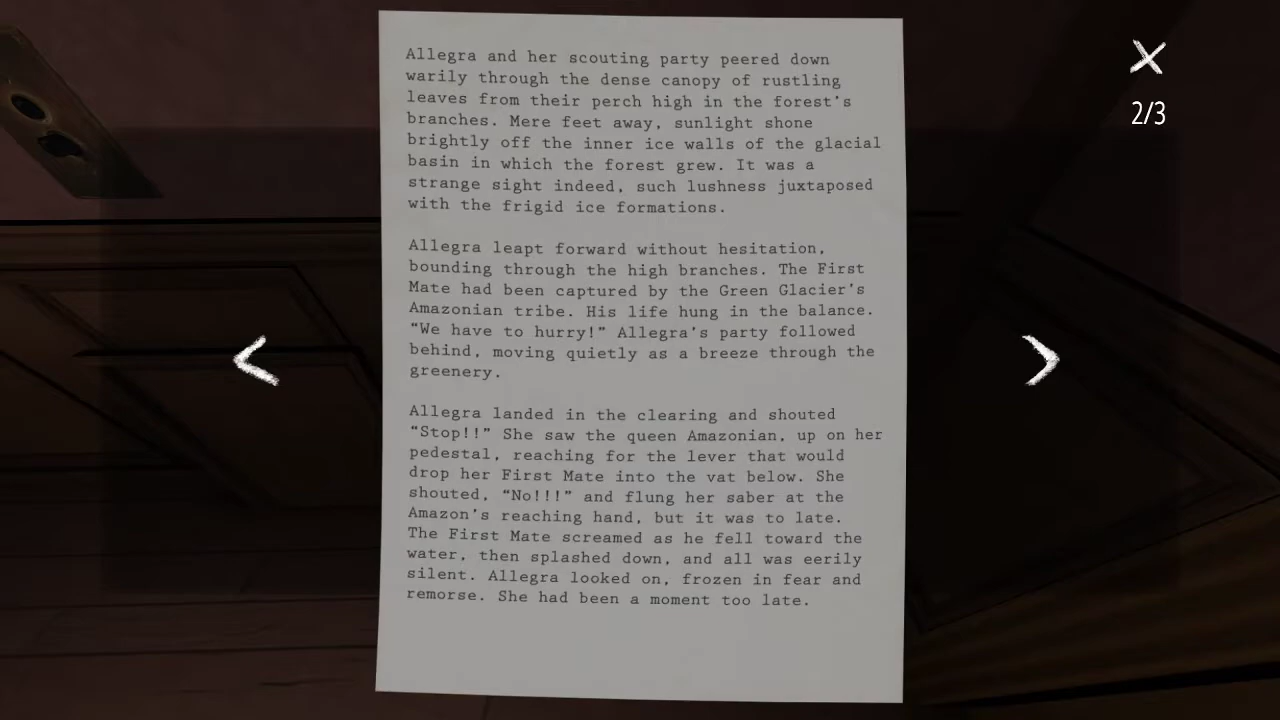 Allegra and her scouting party peered down
warily through the dense canopy of rustling
leaves from their perch high in the forest's
branches. Mere feet away, sunlight shone
brightly off the inner ice walls of the glacial
basin in which the forest grew. It was a
strange sight indeed, such lushness juxtaposed
with the frigid ice formations.
Allegra leapt forward without hesitation,
bounding through the high branches. The First
Mate had been captured by the Green Glacier's
Amazonian tribe. His life hung in the balance.
“We have to hurry!” Allegra's party followed
behind, moving quietly as a breeze through the
greenery.
Allegra landed in the clearing and shouted
“Stop!!” She saw the queen Amazonian, up on her
pedestal, reaching for the lever that would
drop her First Mate into the vat below. She
shouted, “No!!!” and flung her saber at the
Amazon's reaching hand, but it was to late.
The First Mate screamed as he fell toward the
water, then splashed down, and all was eerily
silent. Allegra looked on, frozen in fear and
remorse. She had been a moment too late.
2/3